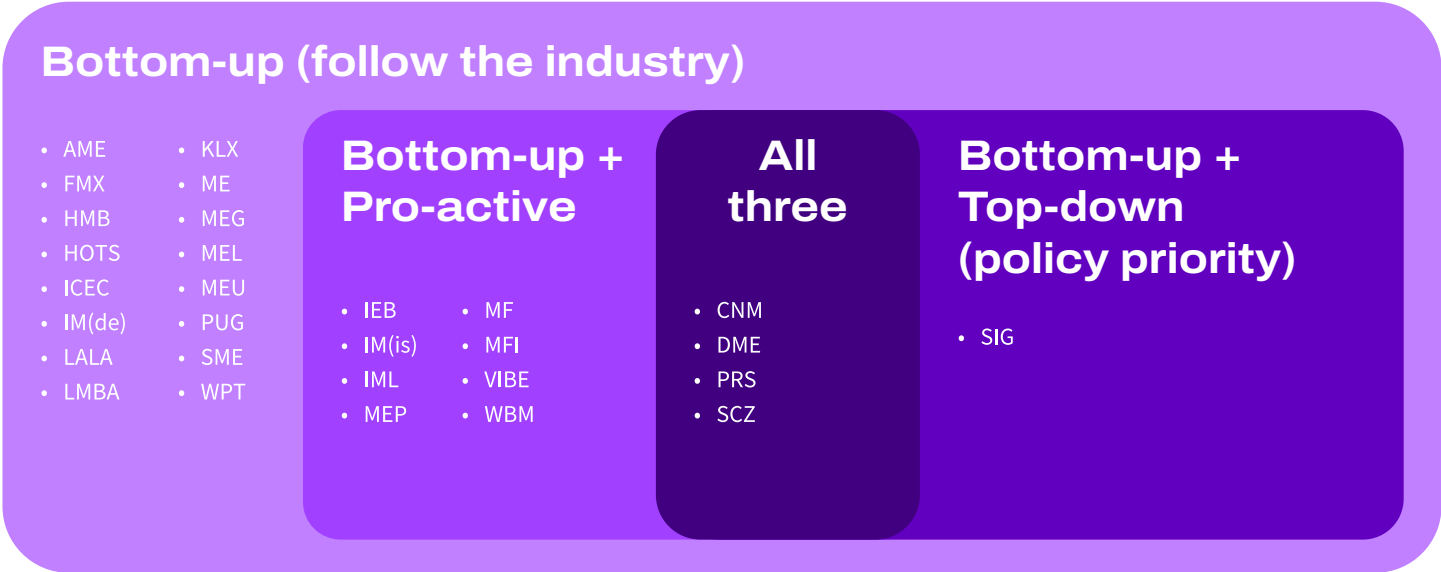 Bottom-up (follow the industry)
• AME
• FMX
• HMB
• HOTS
• ICEC
• IM(de)
• LALA
• LMBA
• KLX
• ME
• MEG
• MEL
• MEU
• PUG
• SME
• WPT
Bottom-up +
Pro-active
• IEB
• IM(is)
• IML
• MEP
• MF
• MFI
• VIBE
• WBM
All
three
• CNM
• DME
• PRS
• SCZ
Bottom-up +
Top-down
(policy priority)
• SIG